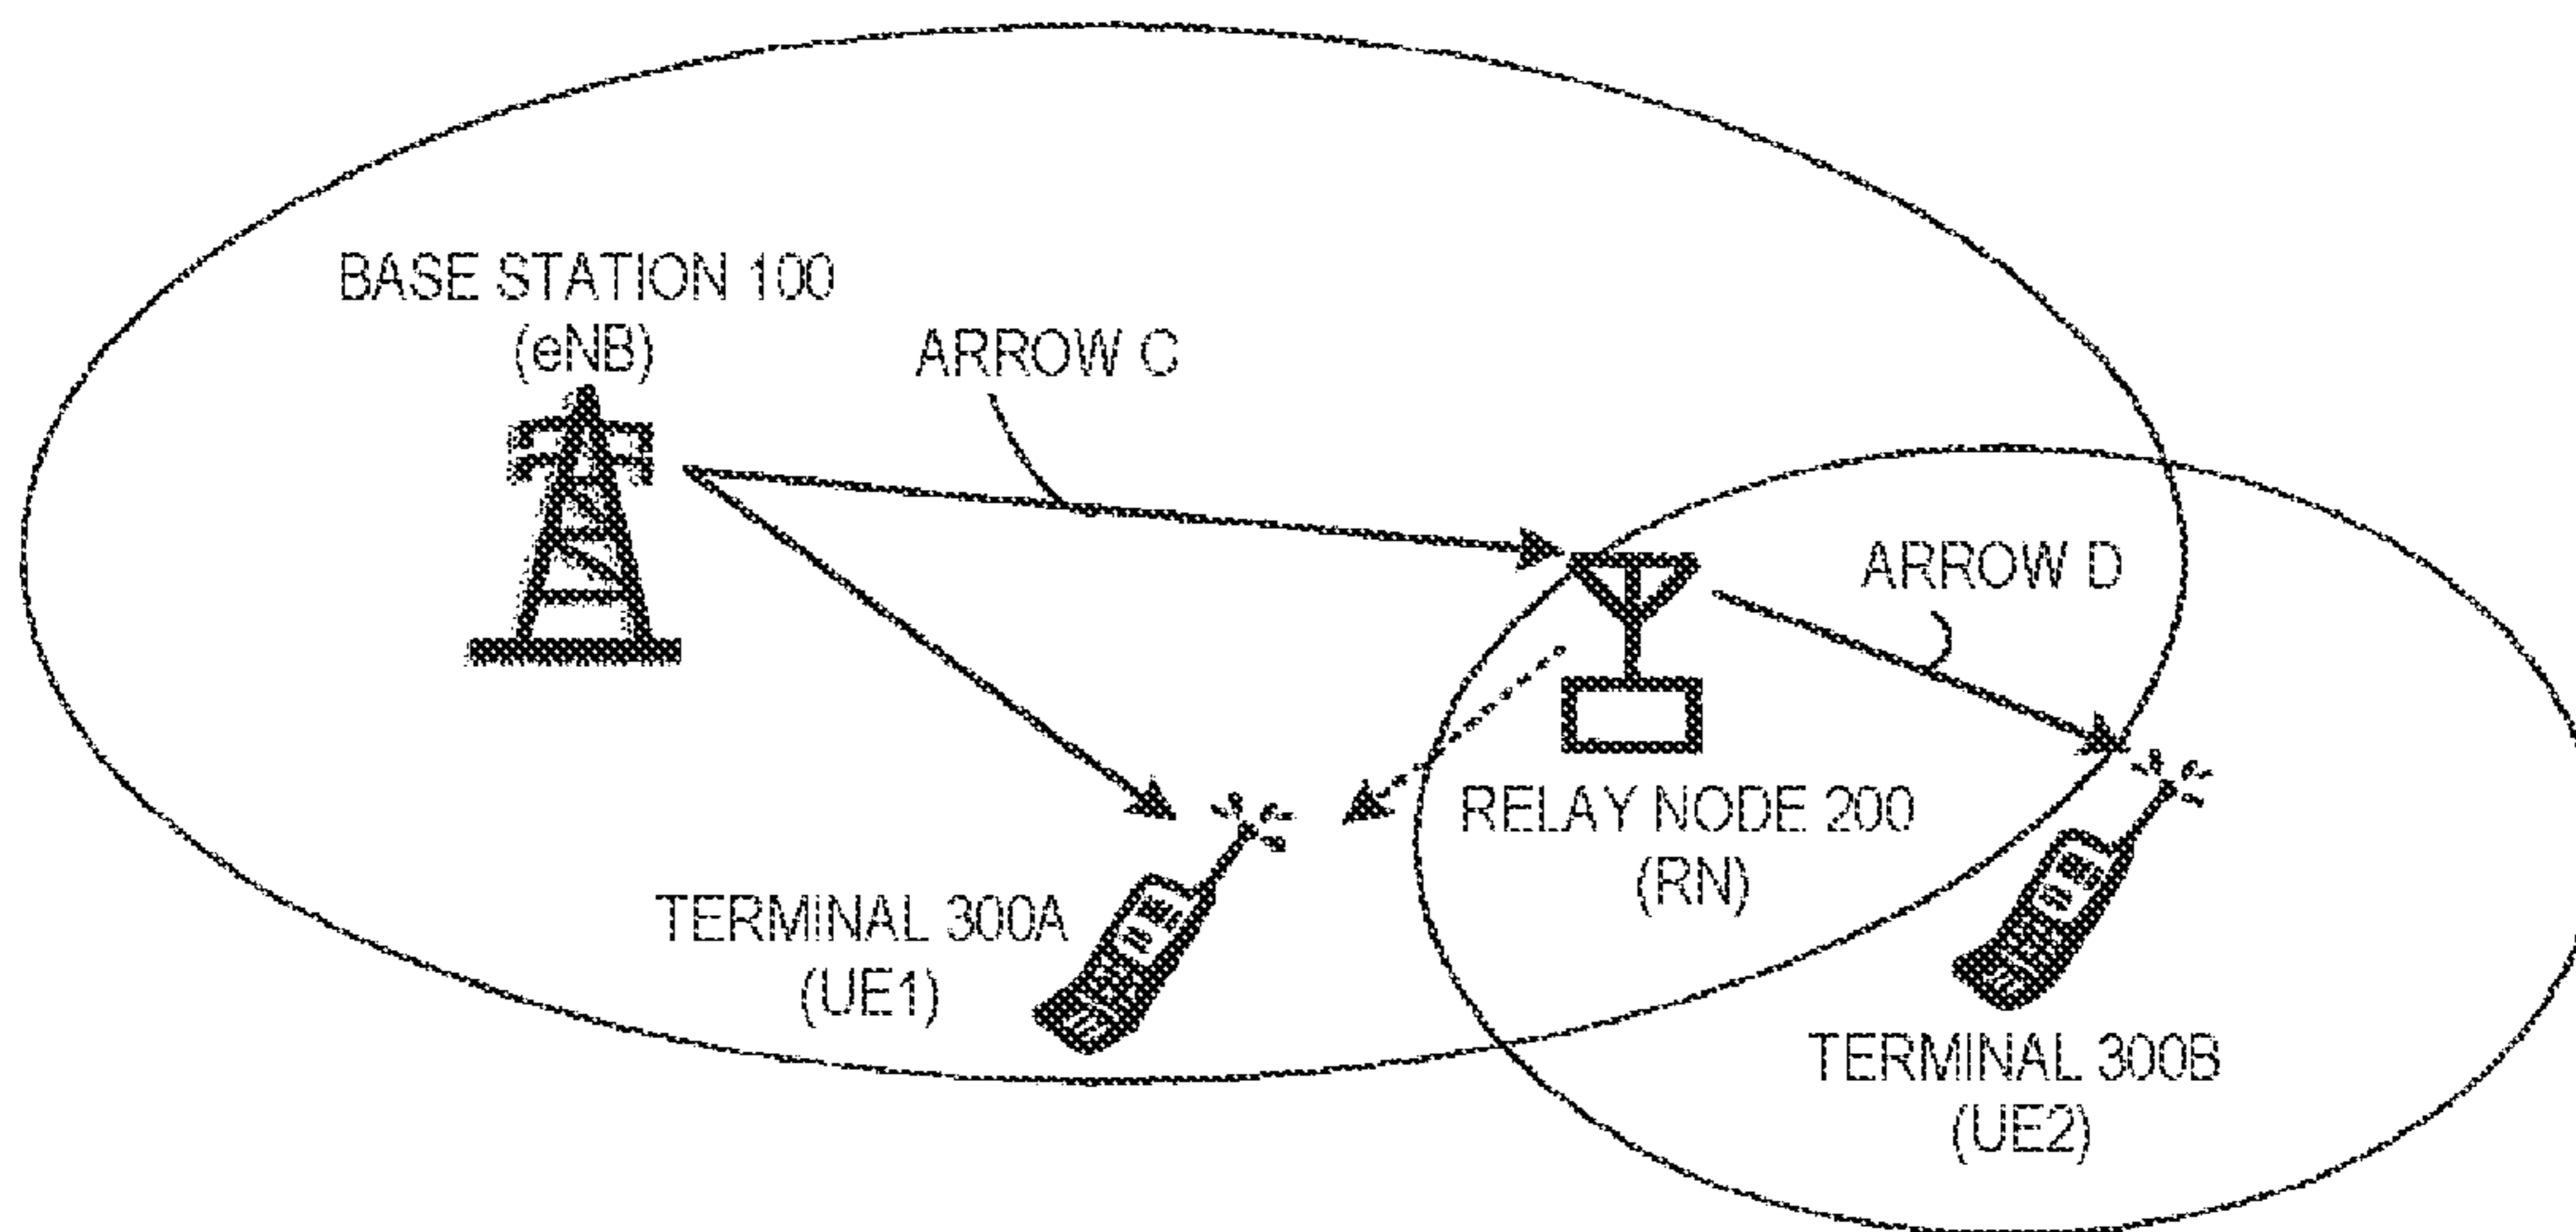 BASE STATION 100
(eNB)
ARROW C
ARROW D
RELAY NODE 200
(RN)
TERMINAL 300A
(UE1)
TERMINAL 300B
(UE2)